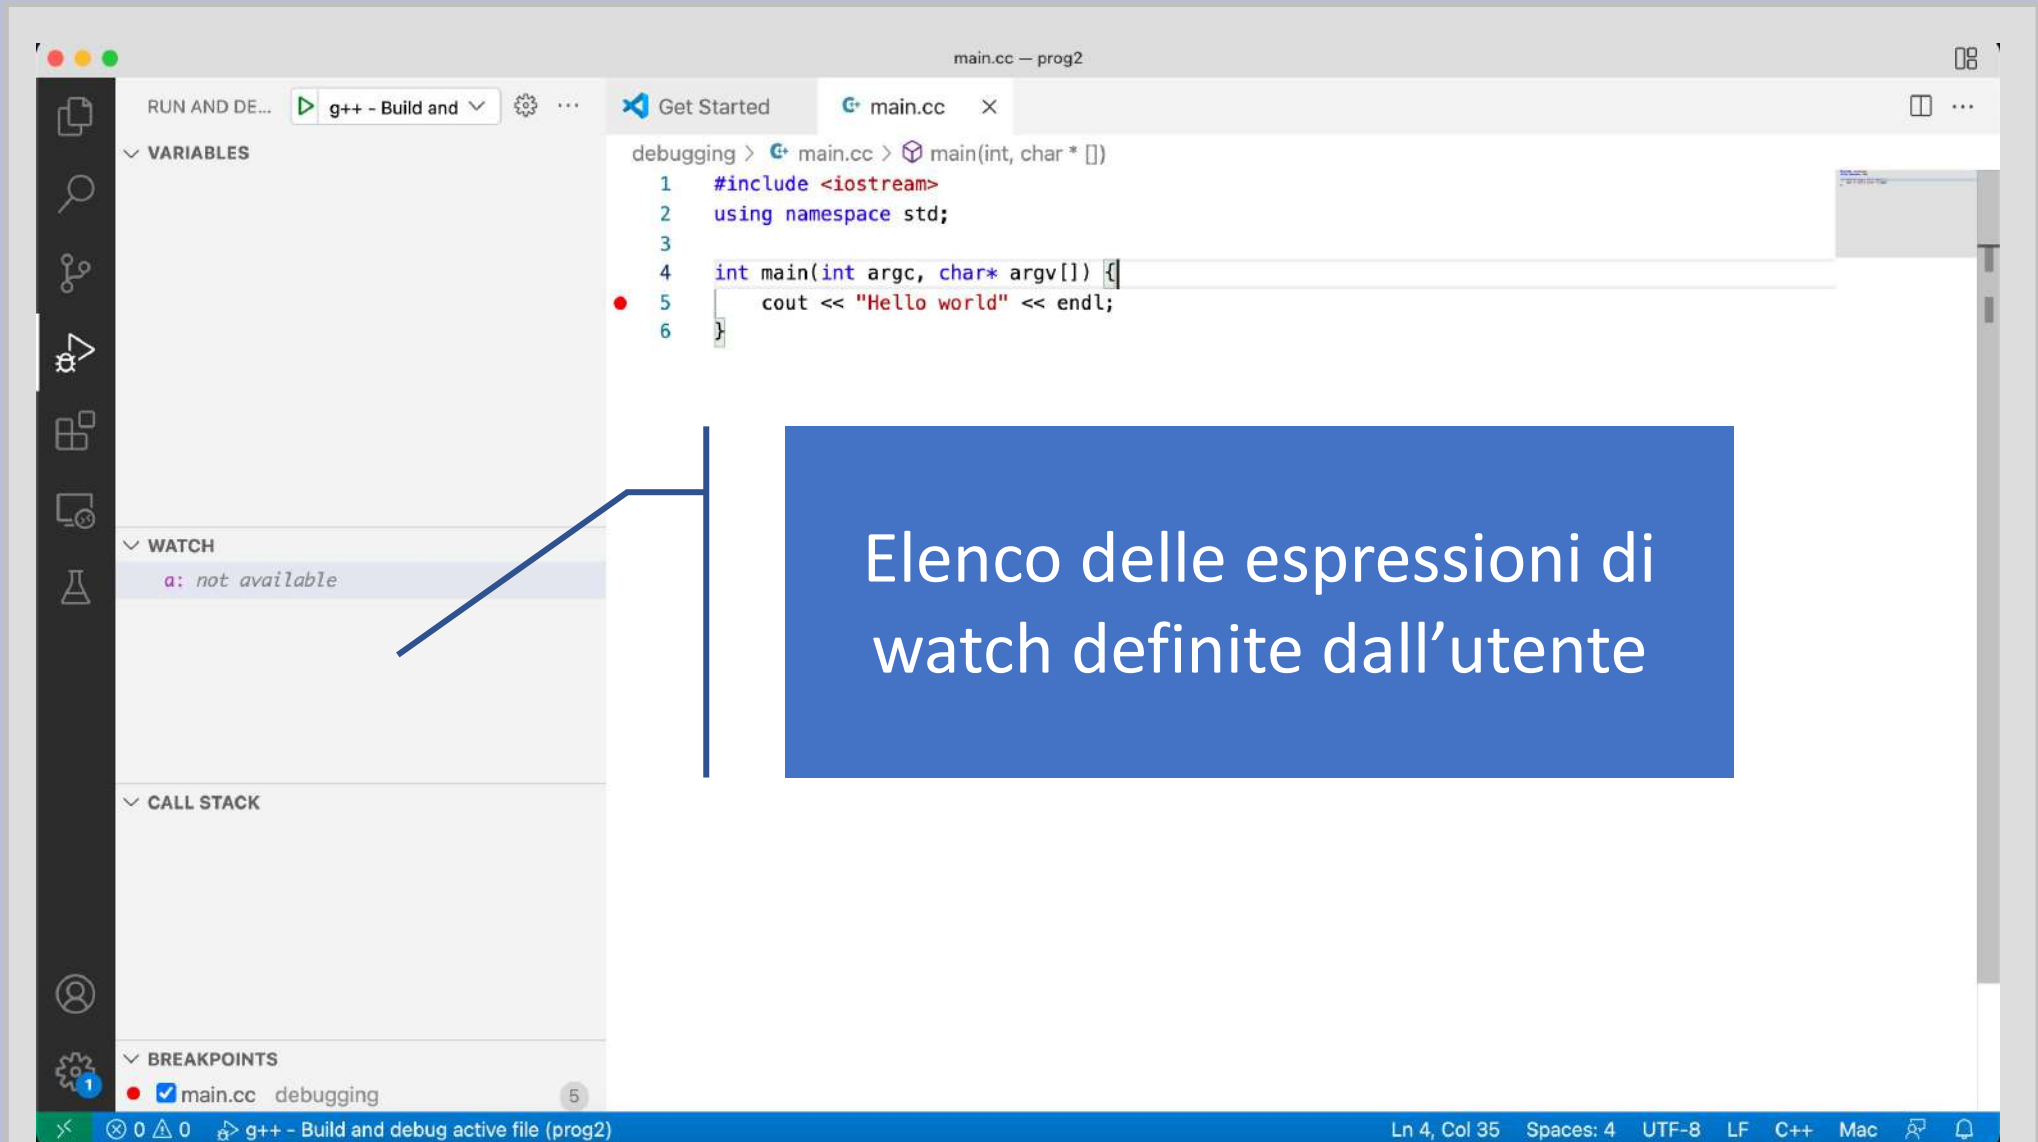 main.cc — prog2
RUN AND DE... g++ - Build and
Get Started
main.cc
VARIABLES
debugging > main.cc > main(int, char * [])
1 #include <iostream>
2 using namespace std;
3
4 int main(int argc, char* argv[]) {
5 cout << "Hello world" << endl;
6 }
Elenco delle espressioni di
watch definite dall’utente
WATCH
a: not available
CALL STACK
BREAKPOINTS
main.cc debugging 5
1
0 0 g++ - Build and debug active file (prog2)
Ln 4, Col 35 Spaces: 4 UTF-8 LF C++ Mac